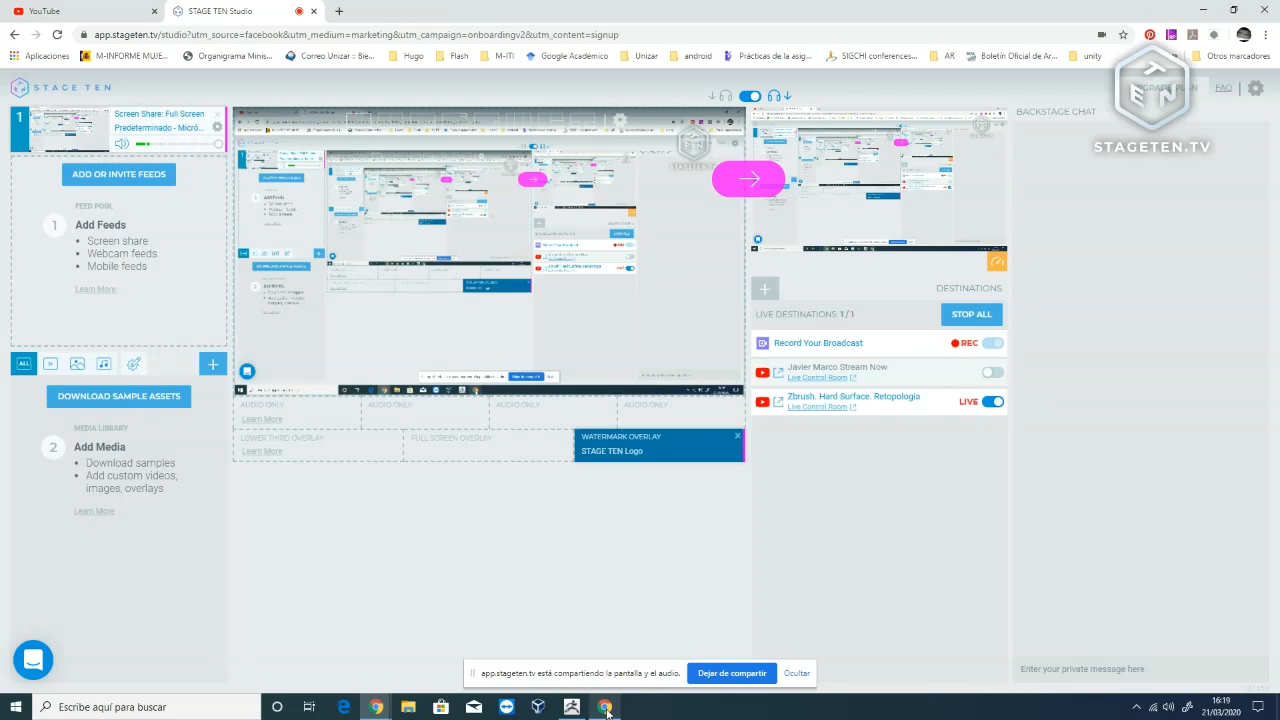 YouTube
STAGE TEN Studio
app.stageten.tv/studio?utm_source=facebook&utm_medium=marketing&utm_campaign=onboardingv2&utm_content=signup
Aplicaciones
M-INFORME MUJE...
Organigrama Minis...
Correo Unizar :: Bie...
Hugo
Flash
M-ITI
Google Académico
Unizar
android
Prácticas de la asig...
SIGCHI conference...
AR
Boletín Oficial de Ar...
unity
Otros marcadores
STAGE TEN
FAQ
STAGETEN.TV
1
Screen Share: Full Screen
Predeterminado - Micró...
ADD OR INVITE FEEDS
FEED POOL
1
Add Feeds
Screen share
Webcam feeds
Mobile feeds
Learn More
ALL
DOWNLOAD SAMPLE ASSETS
MEDIA LIBRARY
2
Add Media
Download samples
Add custom videos,
images, overlays
Learn More
AUDIO ONLY
AUDIO ONLY
AUDIO ONLY
AUDIO ONLY
Learn More
LOWER THIRD OVERLAY
Learn More
FULL SCREEN OVERLAY
WATERMARK OVERLAY
STAGE TEN Logo
DESTINATIONS
LIVE DESTINATIONS: 1 / 1
STOP ALL
Record Your Broadcast
REC
Javier Marco Stream Now
Live Control Room
Zbrush. Hard Surface. Retopologia
Live Control Room
LIVE
BACKSTAGE CHAT
Enter your private message here
app.stageten.tv está compartiendo la pantalla y el audio.
Dejar de compartir
Ocultar
Escribe aquí para buscar
16:19
21/03/2020